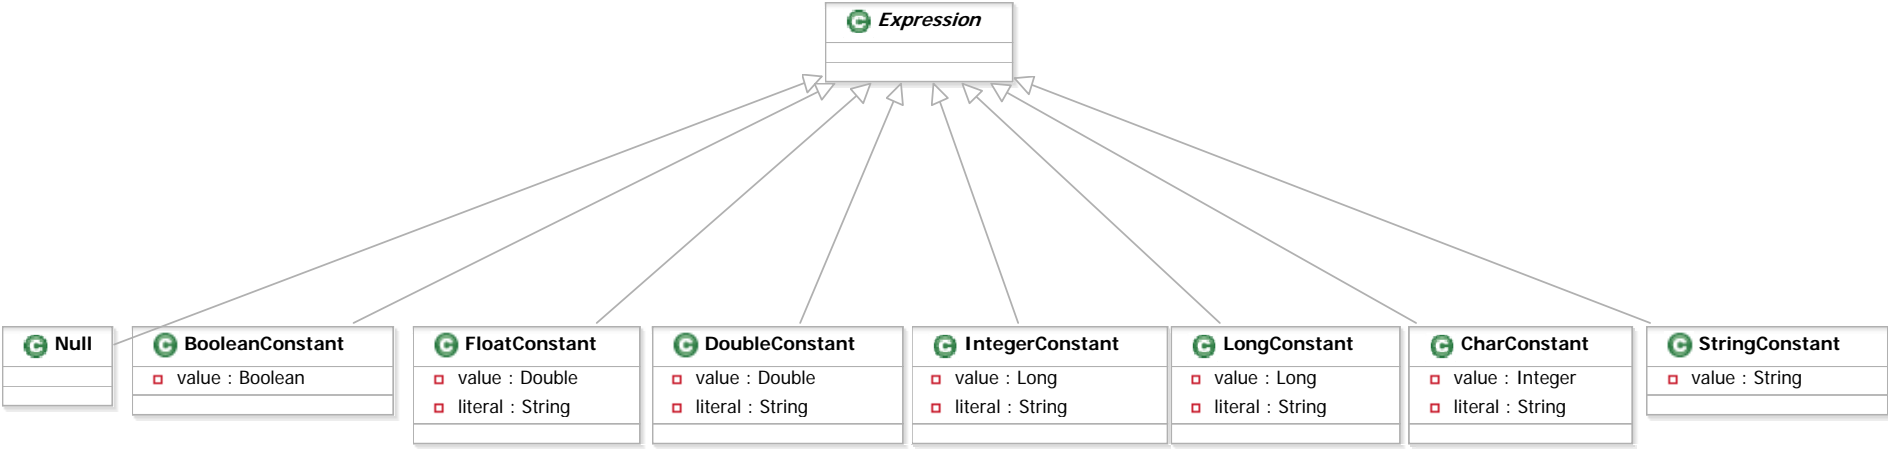 C Expression
C Null
C BooleanConstant
value : Boolean
C FloatConstant
value : Double
literal : String
C DoubleConstant
value : Double
literal : String
C IntegerConstant
value : Long
literal : String
C LongConstant
value : Long
literal : String
C CharConstant
value : Integer
literal : String
C StringConstant
value : String